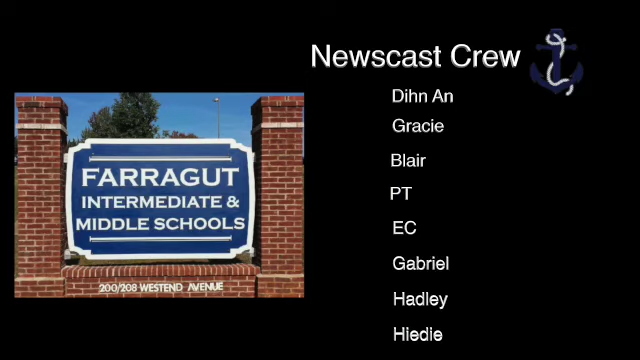 Newscast Crew
Dihn An
Gracie
Blair
PT
EC
Gabriel
Hadley
Hiedie
FARRAGUT
INTERMEDIATE &
MIDDLE SCHOOLS
200/208 WESTEND AVENUE